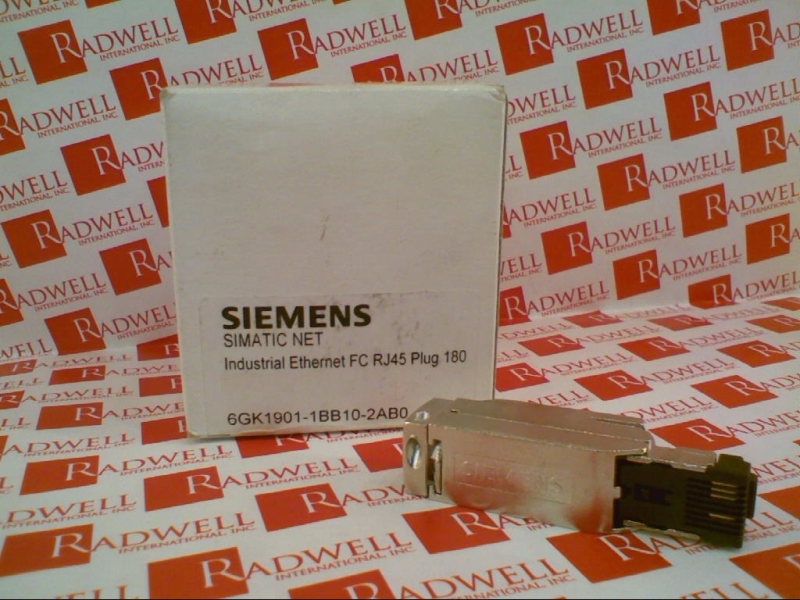 SIEMENS
SIMATIC NET
Industrial Ethernet FC RJ45 Plug 180
6GK1901-1BB10-2AB0
SIEMENS
RADWELL
INTERNATIONAL, INC.